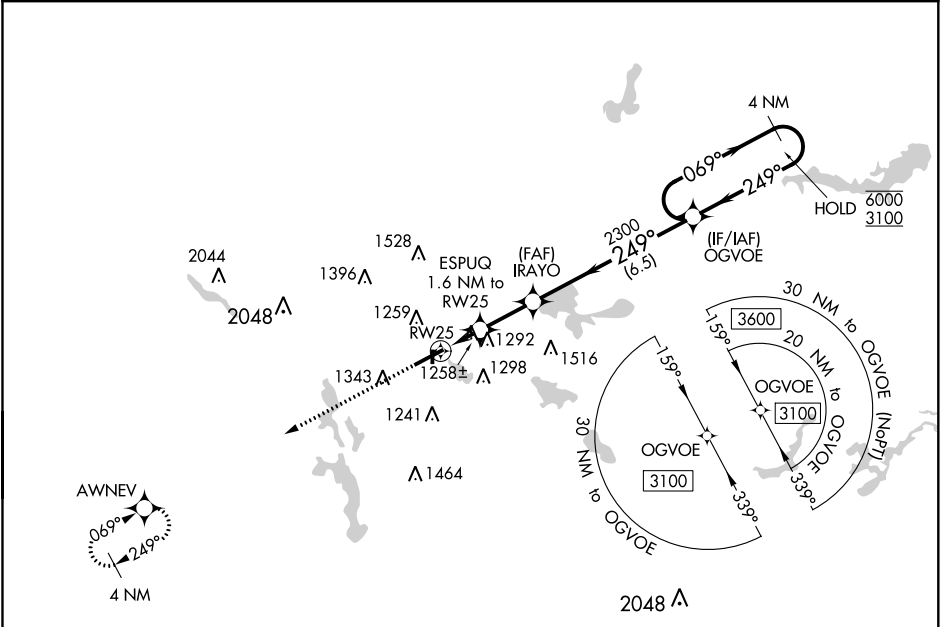 4 NM
069°
249°
HOLD
6000
3100
2300
249°
(6.5)
(IF/IAF)
OGVOE
(FAF)
IRAYO
ESPUQ
1.6 NM to
RW25
1528
1396
2044
2048
1259
RW25
1292
1258±
1298
1516
1343
1241
1464
30 NM to OGVOE (NoPT)
159°
3600
20 NM to OGVOE
OGVOE
3100
339°
159°
30 NM to OGVOE
OGVOE
3100
339°
AWNEV
069°
249°
4 NM
2048